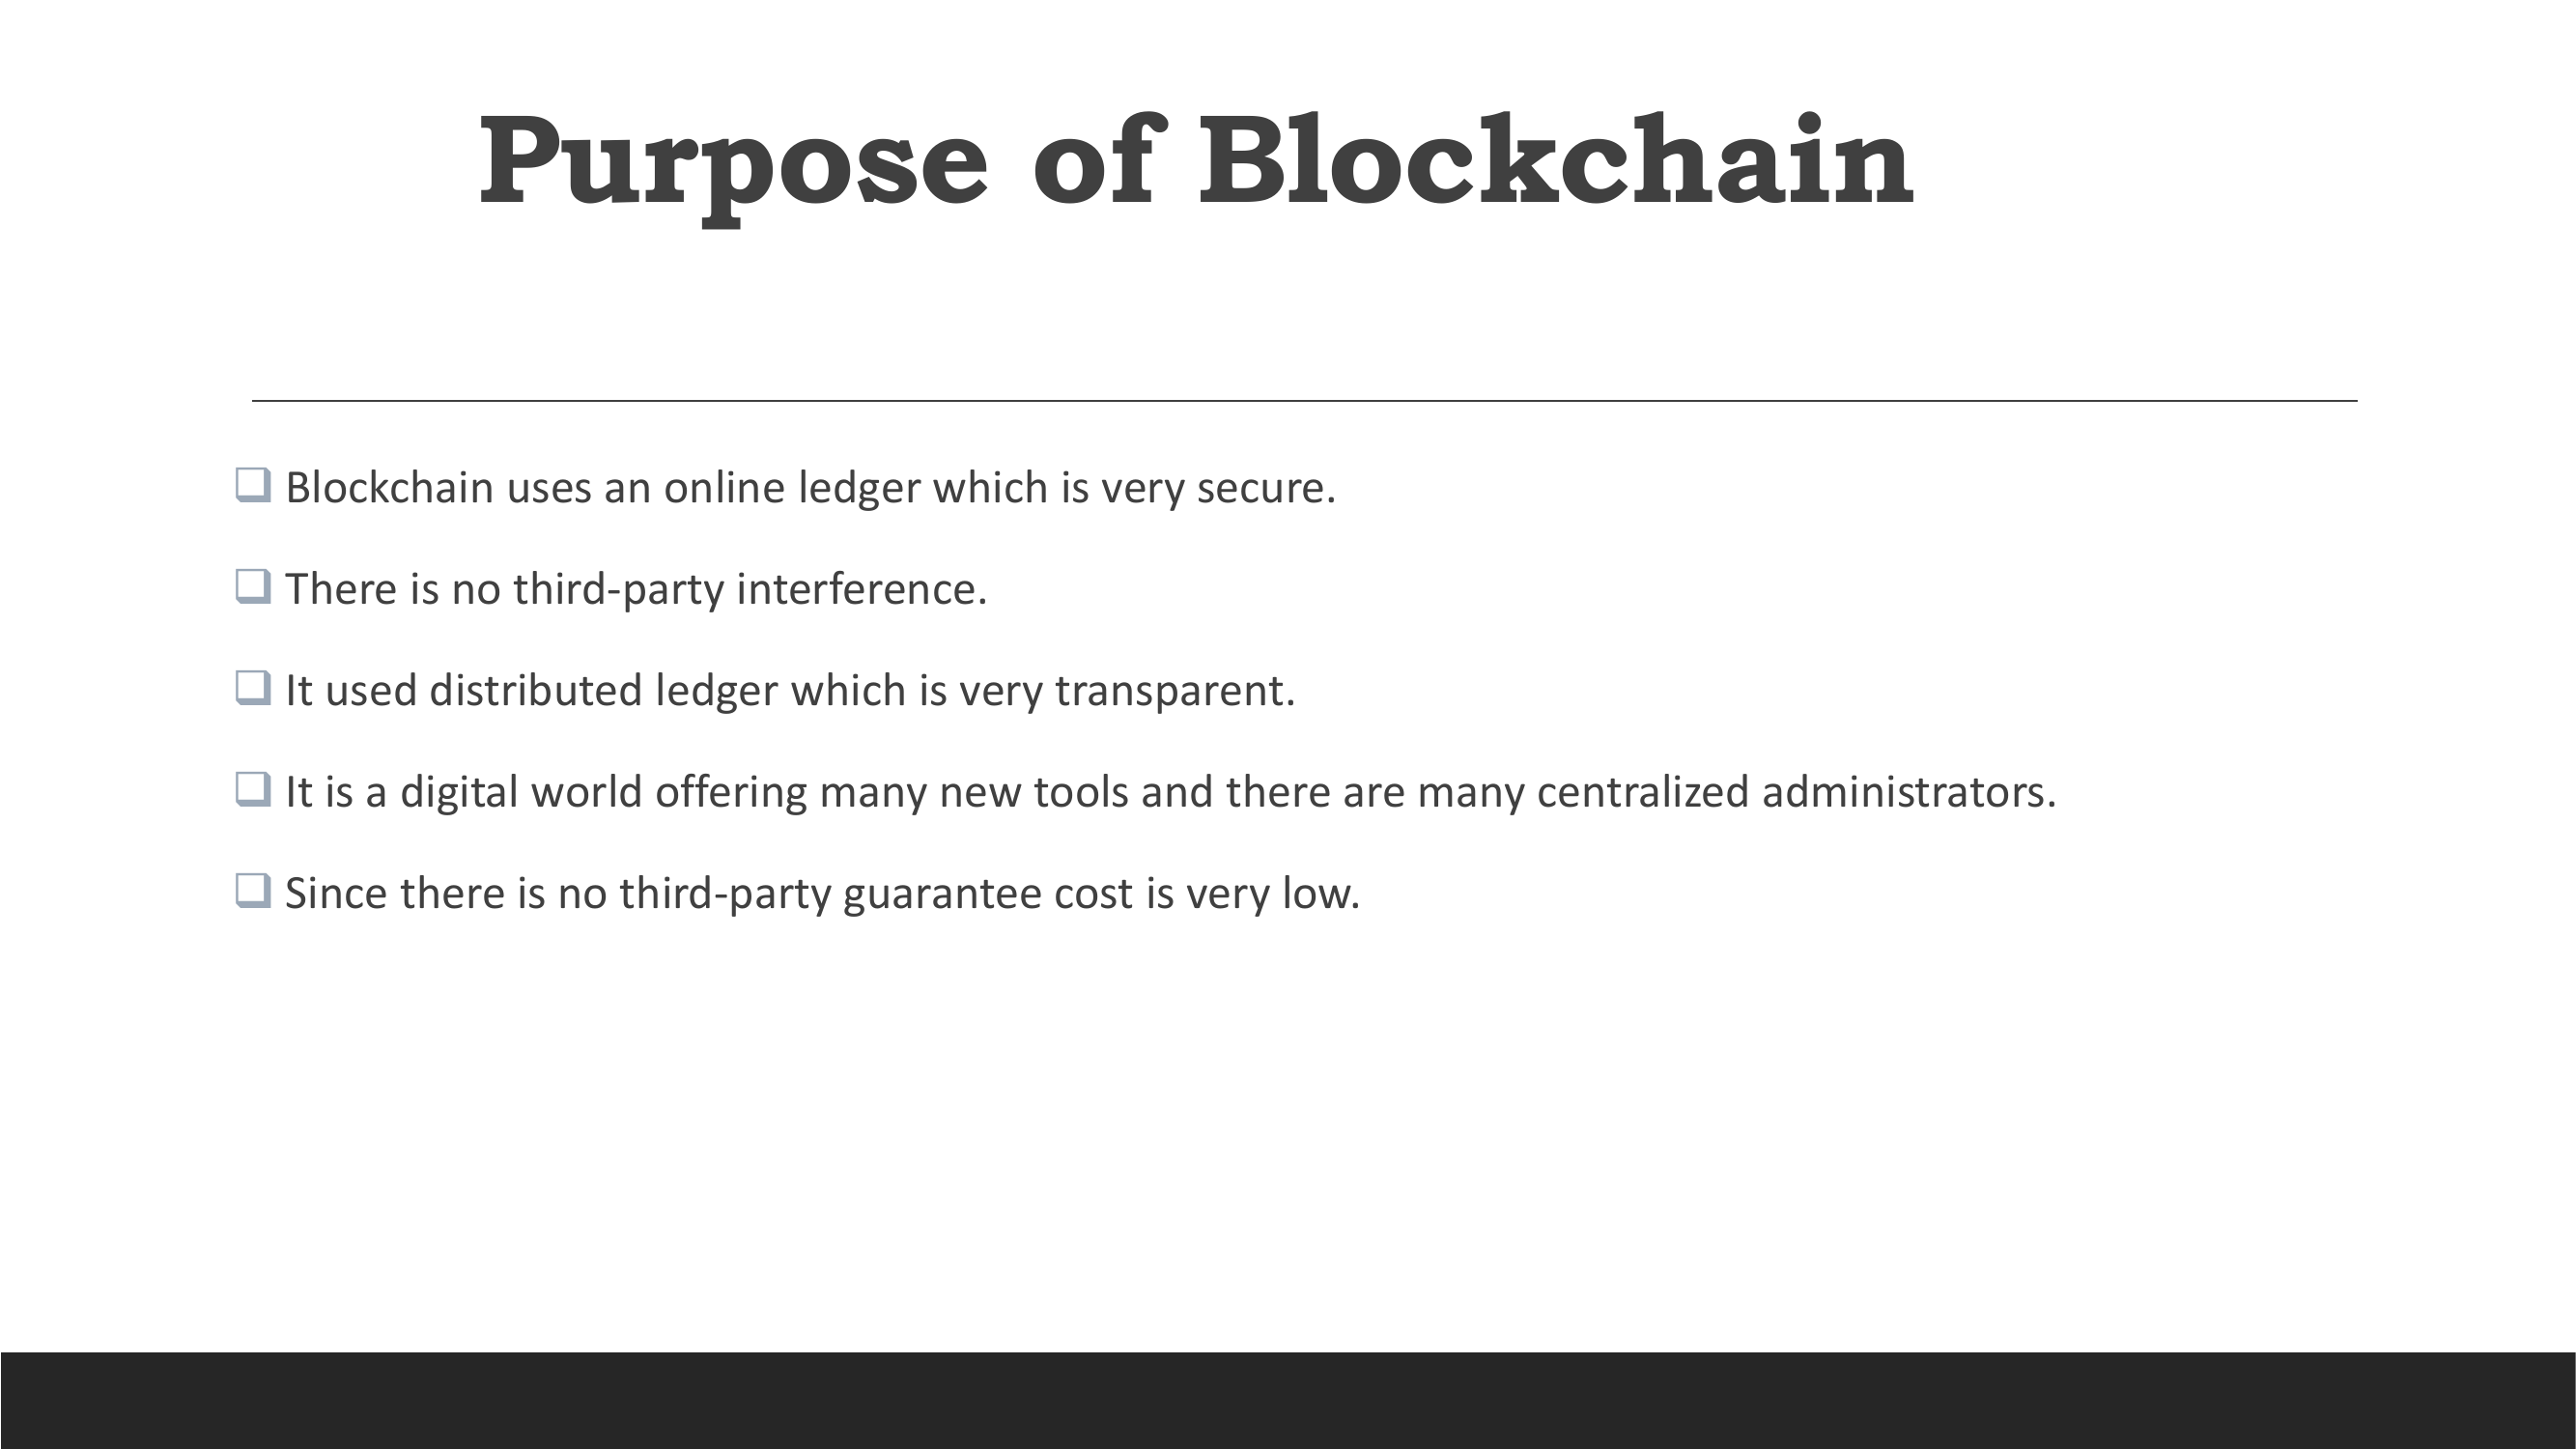 Purpose of Blockchain
Blockchain uses an online ledger which is very secure.
There is no third-party interference.
It used distributed ledger which is very transparent.
It is a digital world offering many new tools and there are many centralized administrators.
Since there is no third-party guarantee cost is very low.